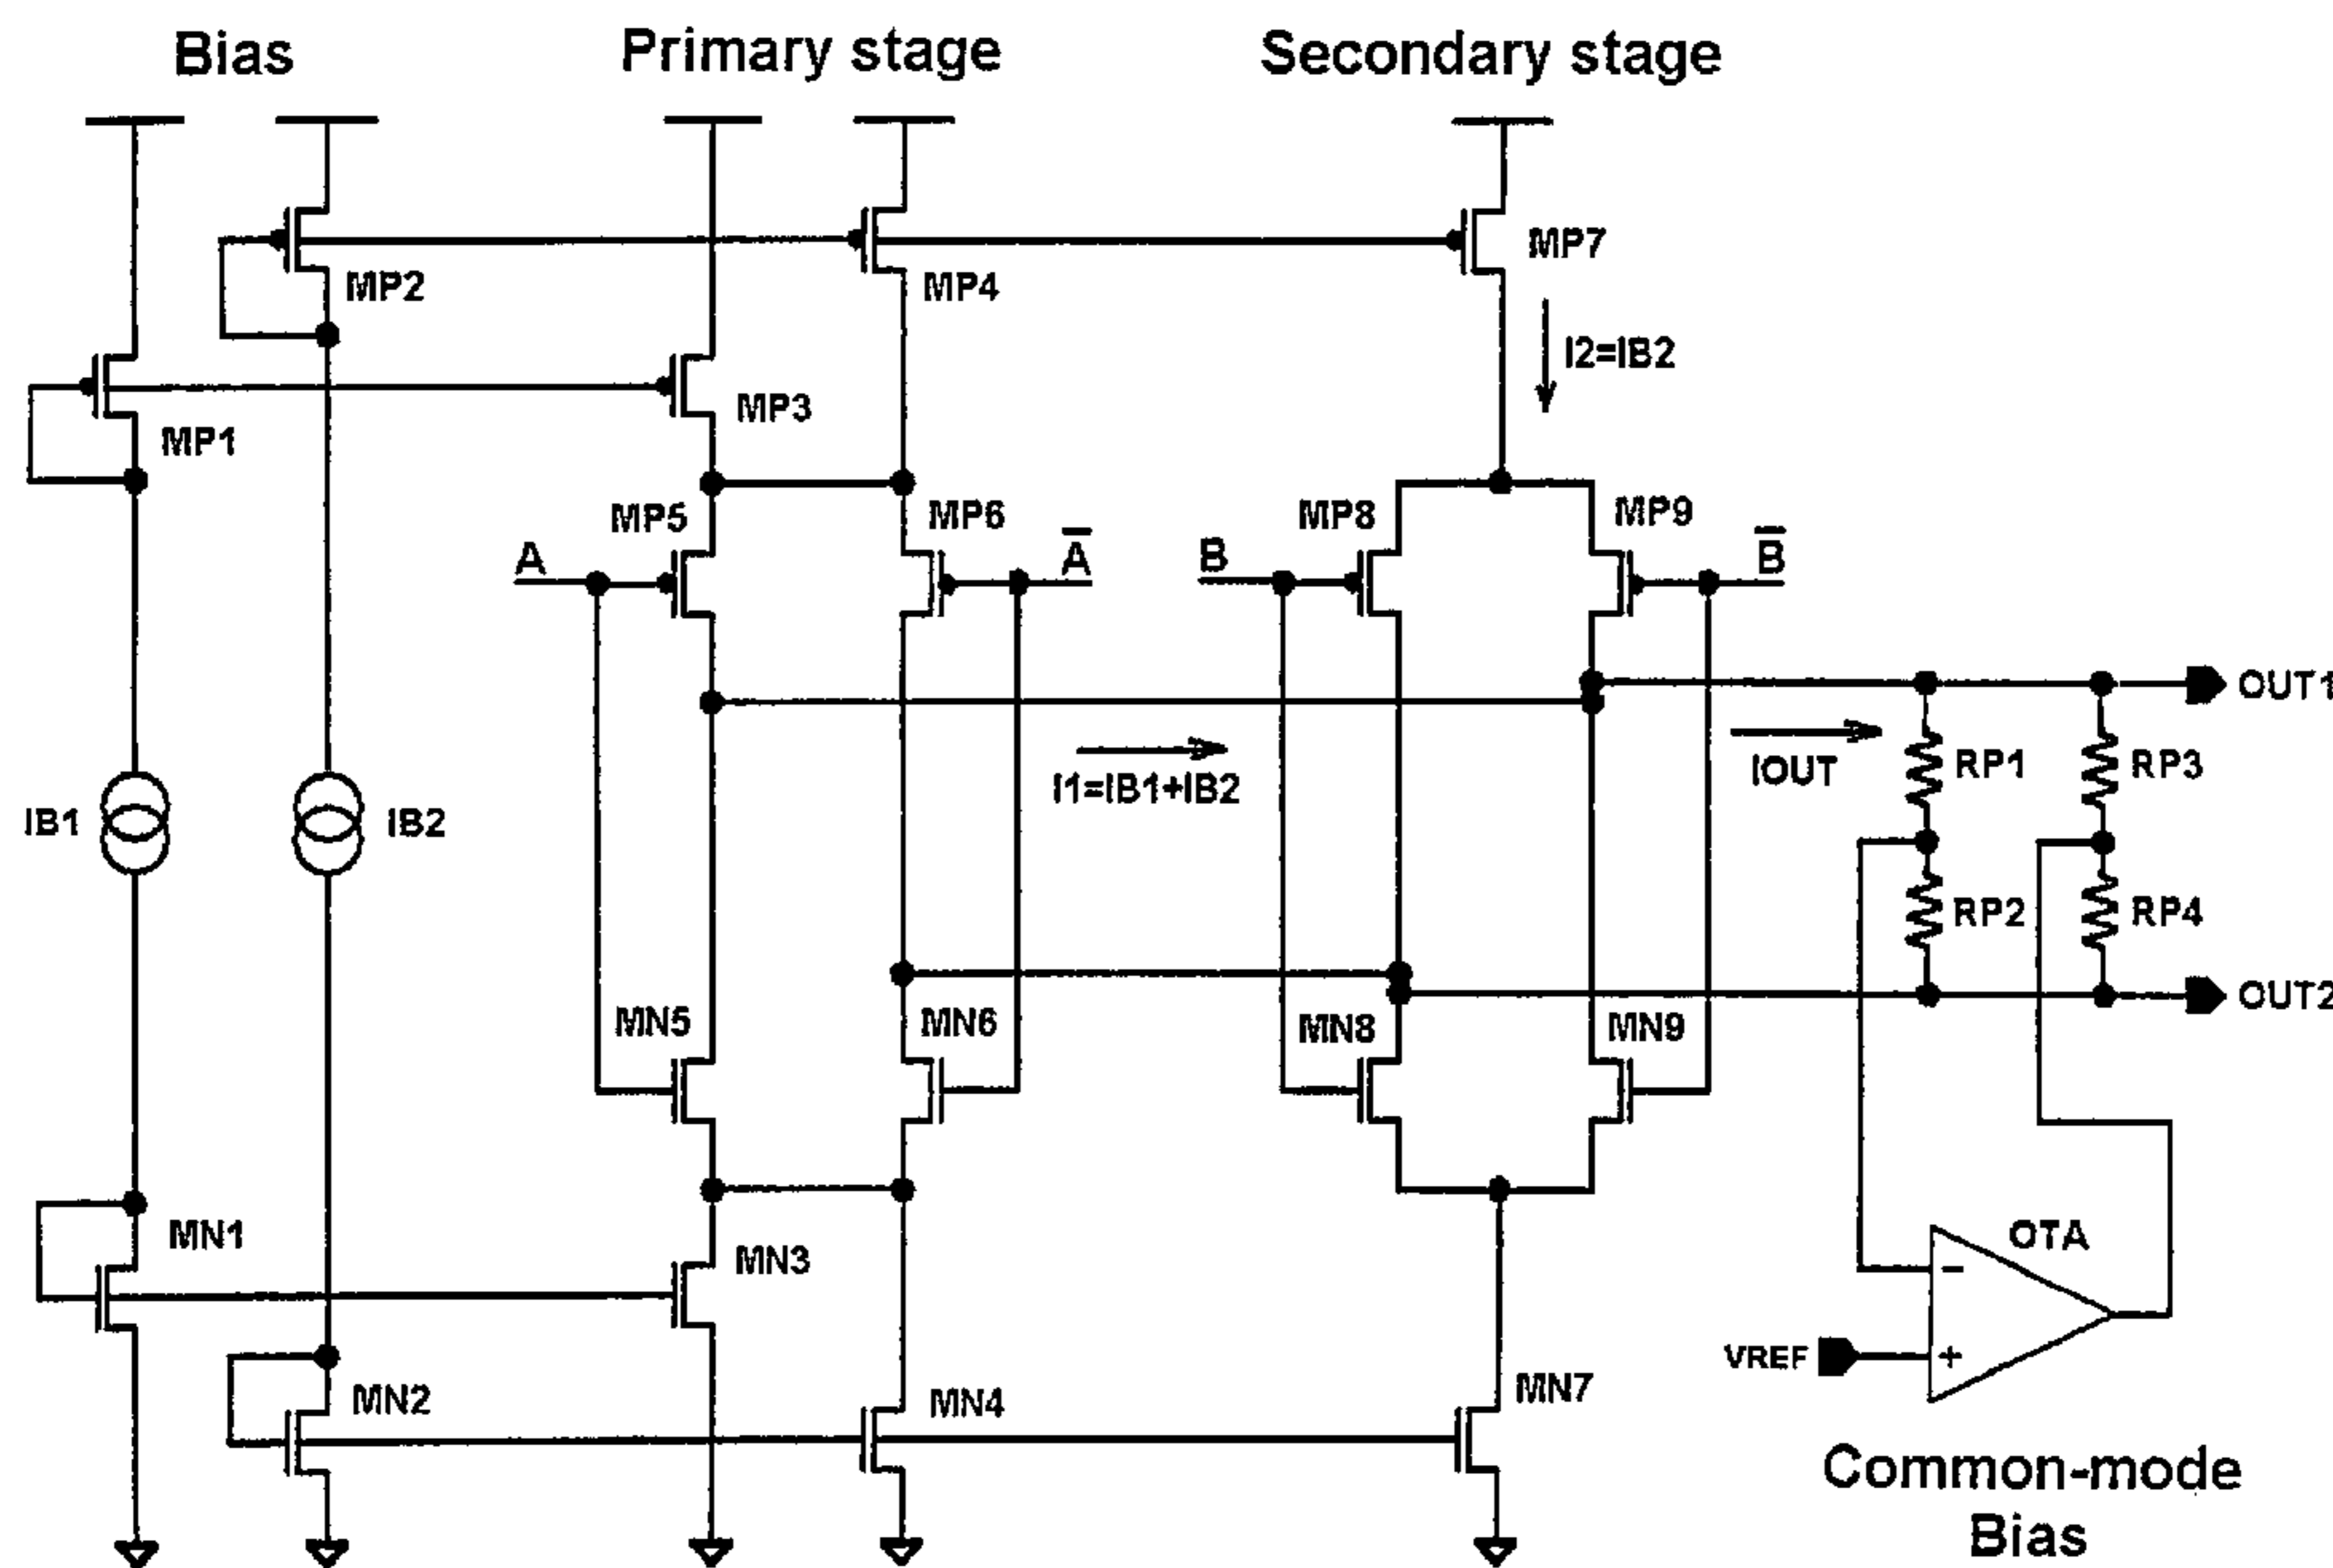 Bias
Primary stage
Secondary stage
MP7
MP2
MP4
I2=IB2
MP3
MP1
MP5
MP6
MP8
MP9
A
A̅
B
B̅
OUT1
IOUT
RP1
RP3
I1=IB1+IB2
IB1
IB2
RP2
RP4
OUT2
MN5
MN6
MN8
MN9
MN1
MN3
OTA
-
VREF
+
MN2
MN4
MN7
Common-mode
Bias